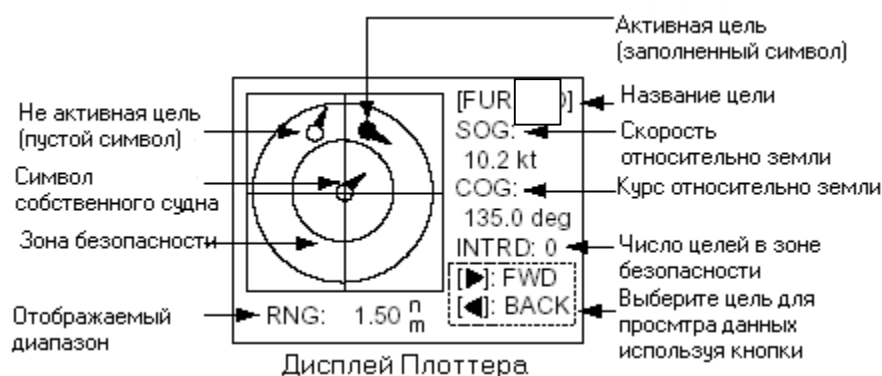 Активная цель
(заполненный символ)
Не активная цель
(пустой символ)
Символ
собственного судна
Зона безопасности
Отображаемый
диапазон
[FUR O]
SOG:
10.2 kt
COG:
135.0 deg
INTRD: 0
[▶]: FWD
[◀]: BACK
RNG: 1.50 n
m
Название цели
Скорость
относительно земли
Курс относительно земли
Число целей в зоне
безопасности
Выберите цель для
просмтра данных
используя кнопки
Дисплей Плоттера